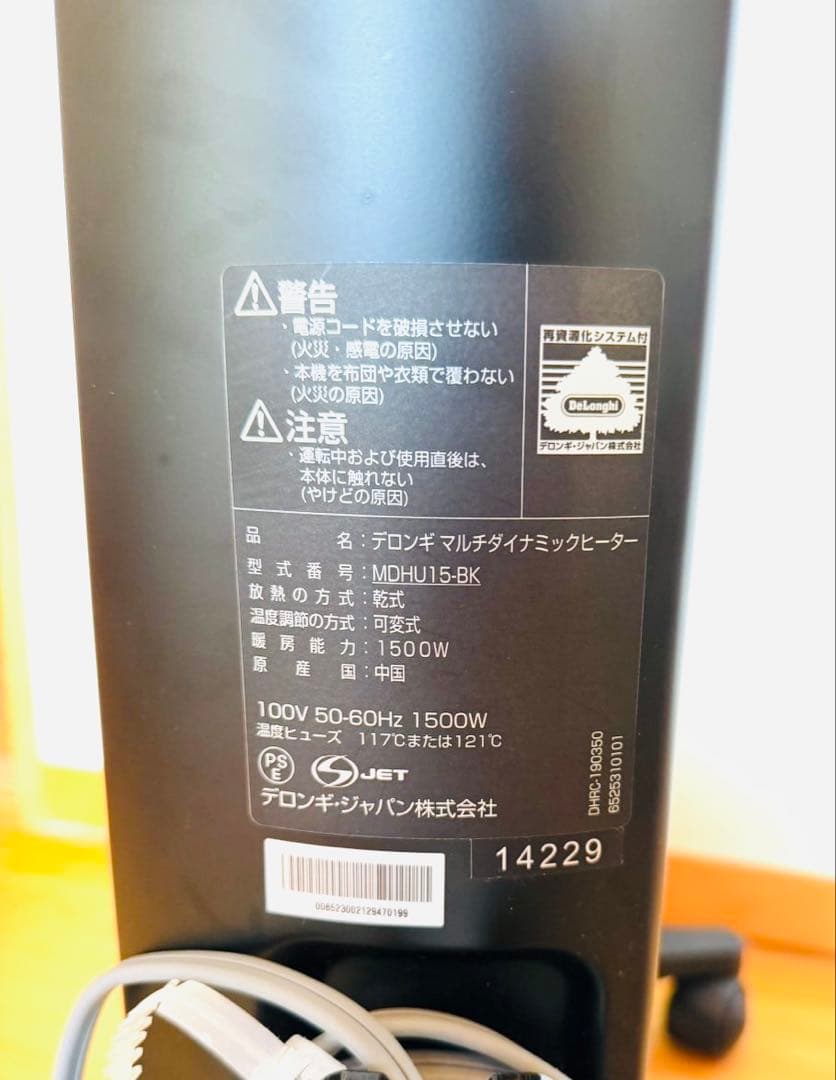 警告
・電源コードを破損させない
(火災・感電の原因)
・本機を布団や衣類で覆わない
(火災の原因)
注意
・運転中および使用直後は、
本体に触れない
(やけどの原因)
再資源化システム付
DeLonghi
デロンギ・ジャパン株式会社
品名:デロンギ マルチダイナミックヒーター
型式番号:MDHU15-BK
放熱の方式:乾式
温度調節の方式:可変式
暖房能力:1500W
原産国:中国
100V 50-60Hz 1500W
温度ヒューズ 117℃または121℃
PS
E
S JET
デロンギ・ジャパン株式会社
DHRC-190350
6525310101
14229
00652300212947019​9